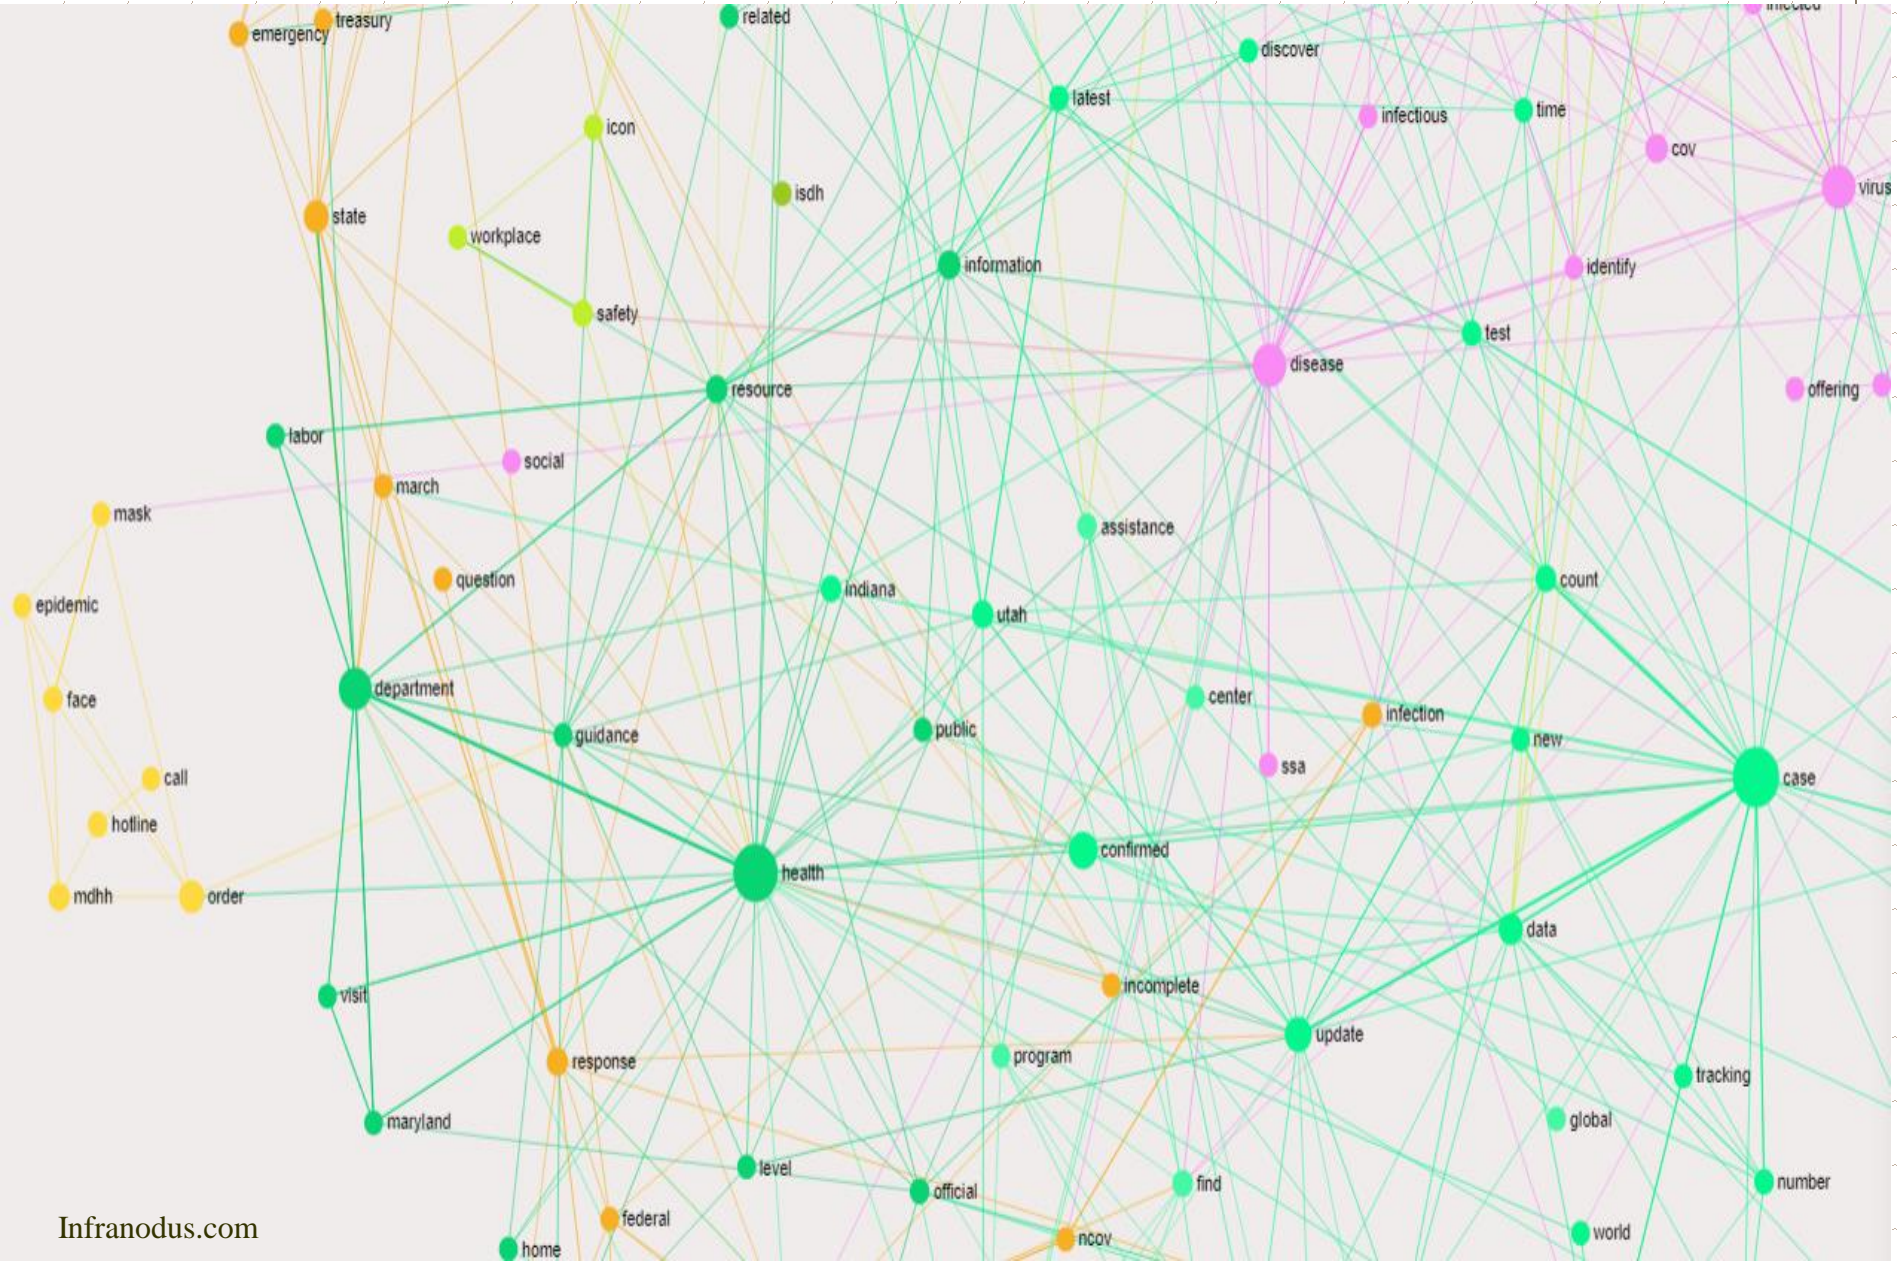 infected
related
treasury
emergency
discover
latest
infectious
time
icon
cov
virus
isdh
state
workplace
information
identify
safety
test
disease
resource
offering
labor
social
march
mask
assistance
question
count
indiana
epidemic
utah
department
center
face
infection
public
guidance
new
ssa
call
case
hotline
confirmed
health
order
mdhh
data
incomplete
visit
update
program
response
tracking
global
maryland
level
number
find
official
federal
Infranodus.com
world
ncov
home